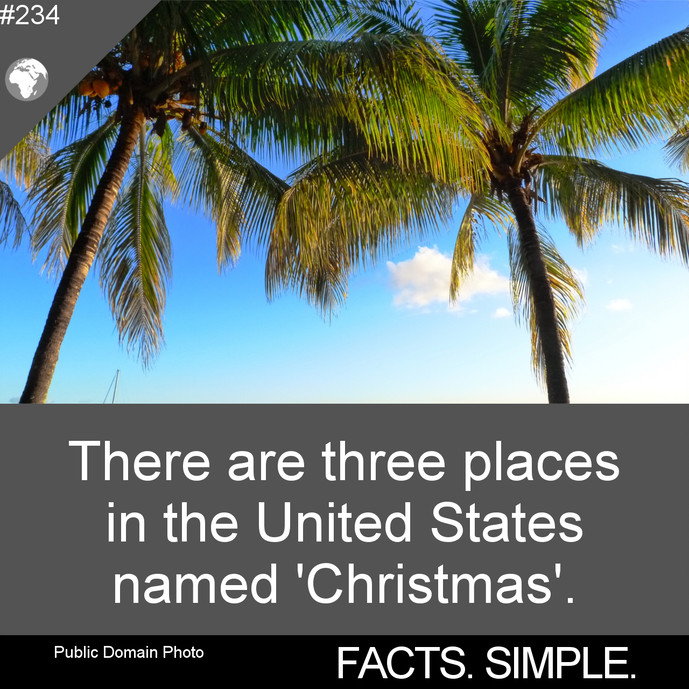 #234
There are three places
in the United States
named 'Christmas'.
Public Domain Photo
FACTS. SIMPLE.